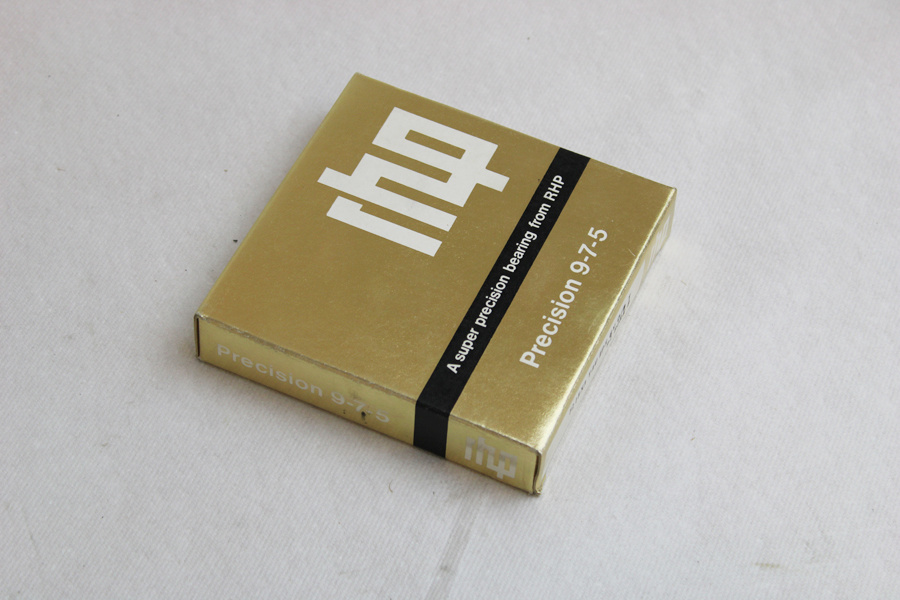 rhp
A super precision bearing from RHP
Precision 9-7-5
Precision 9-7-5
rhp